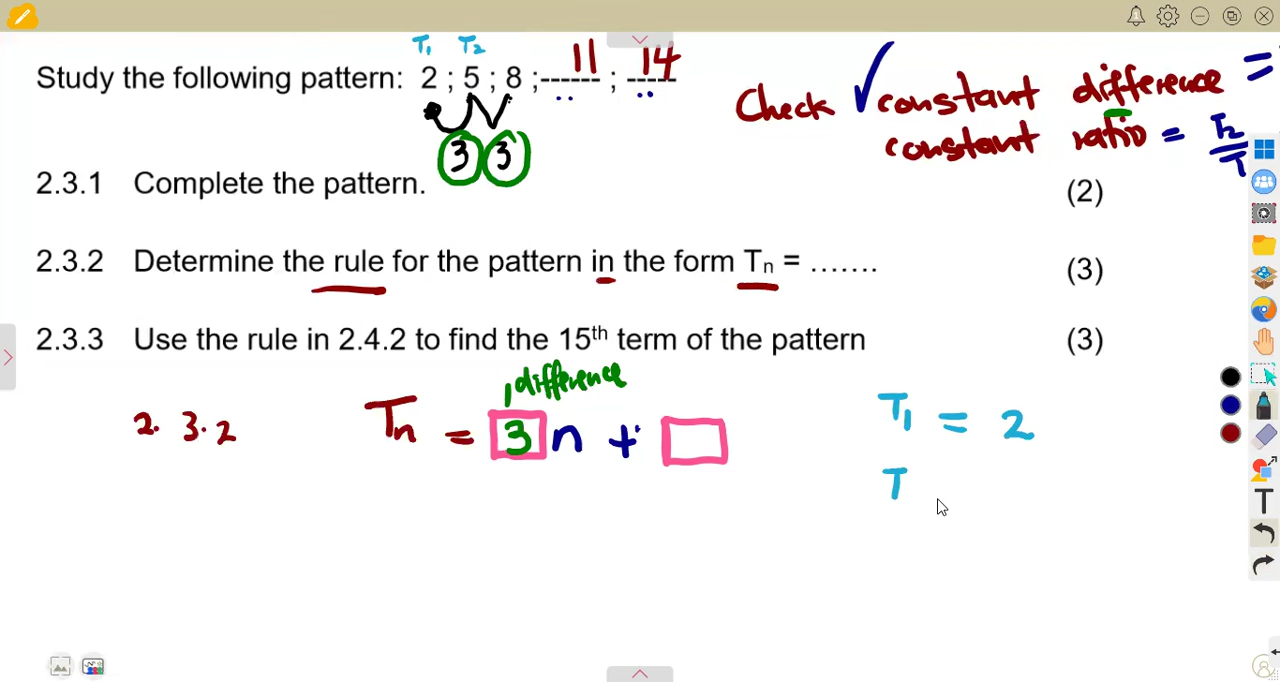 T1 T2
Study the following pattern: 2 ; 5 ; 8 ;------ ; -----
11 14
3 3
Check ✓constant difference =
constant ratio = T2/T
2.3.1 Complete the pattern. (2)
2.3.2 Determine the rule for the pattern in the form Tn = ……. (3)
2.3.3 Use the rule in 2.4.2 to find the 15th term of the pattern (3)
difference
2.3.2 Tn = 3n + T1 = 2
T
T